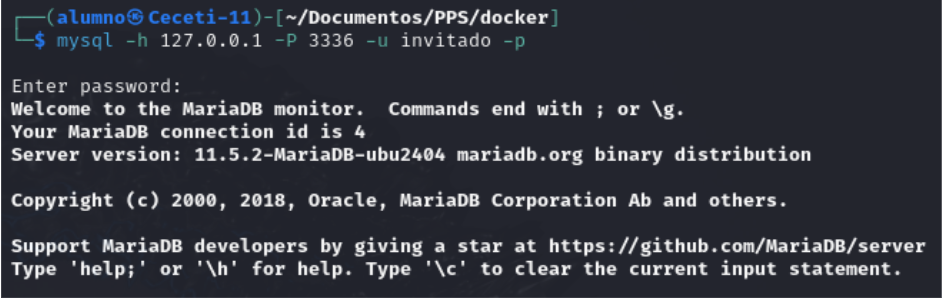 ┌──(alumno㉿Ceceti-11)-[~/Documentos/PPS/docker]
└─$ mysql -h 127.0.0.1 -P 3336 -u invitado -p
Enter password:
Welcome to the MariaDB monitor.  Commands end with ; or \g.
Your MariaDB connection id is 4
Server version: 11.5.2-MariaDB-ubu2404 mariadb.org binary distribution
Copyright (c) 2000, 2018, Oracle, MariaDB Corporation Ab and others.
Support MariaDB developers by giving a star at https://github.com/MariaDB/server
Type 'help;' or '\h' for help. Type '\c' to clear the current input statement.